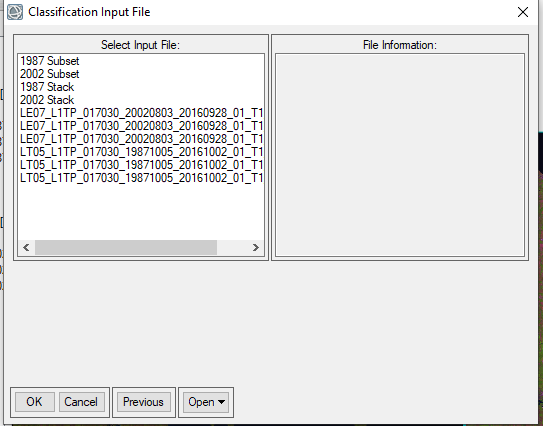 Classification Input File
Select Input File:
1987 Subset
2002 Subset
1987 Stack
2002 Stack
LE07_L1TP_017030_20020803_20160928_01_T1
LE07_L1TP_017030_20020803_20160928_01_T1
LE07_L1TP_017030_20020803_20160928_01_T1
LT05_L1TP_017030_19871005_20161002_01_T1
LT05_L1TP_017030_19871005_20161002_01_T1
LT05_L1TP_017030_19871005_20161002_01_T1
File Information:
OK
Cancel
Previous
Open